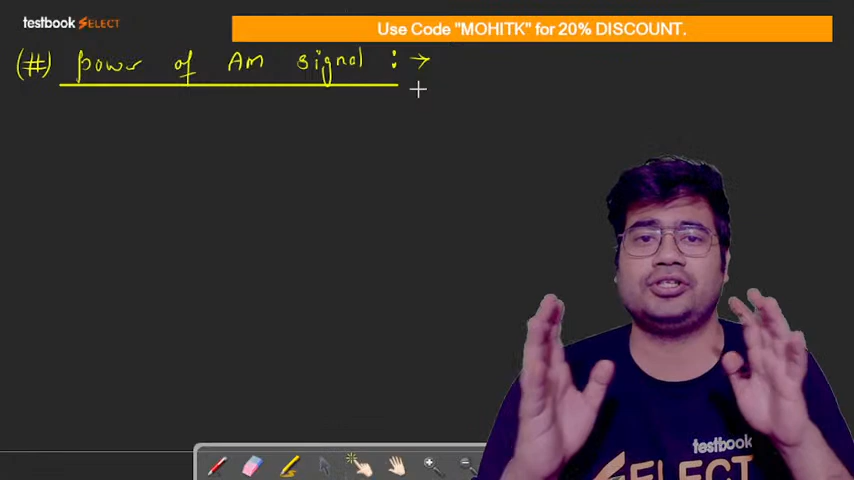 testbook SELECT
Use Code "MOHITK" for 20% DISCOUNT.
(#) power of AM signal :→
testbook
SELECT